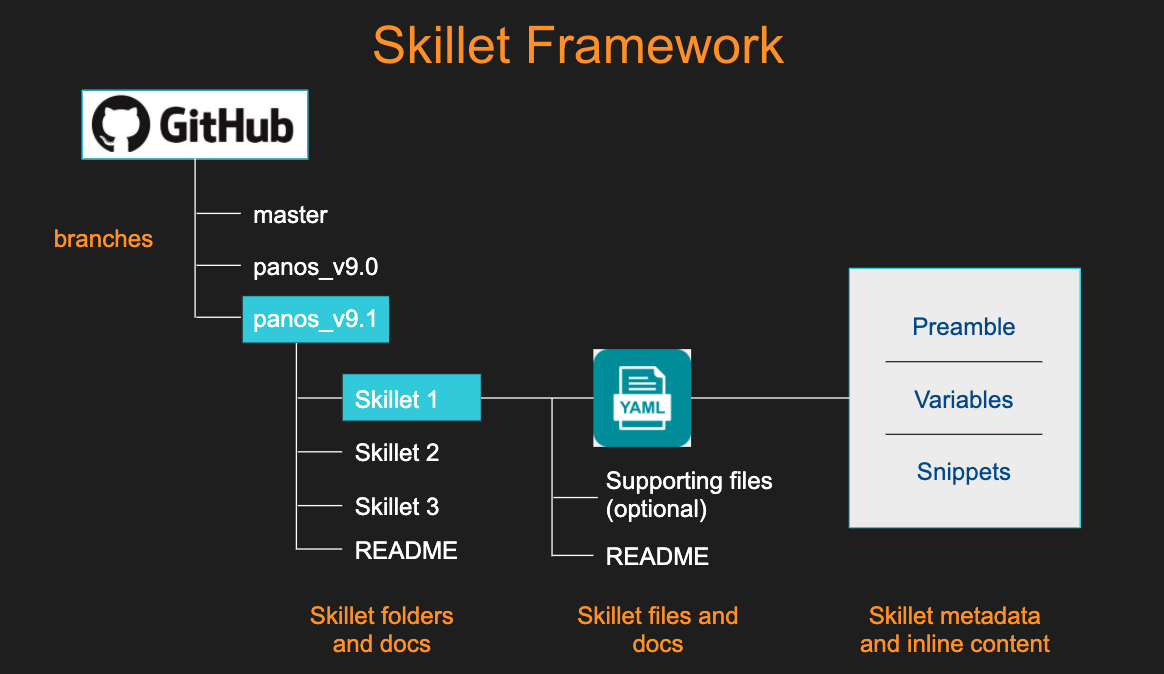 Skillet Framework
GitHub
branches
master
panos_v9.0
panos_v9.1
Skillet 1
Skillet 2
Skillet 3
README
YAML
Supporting files
(optional)
README
Preamble
Variables
Snippets
Skillet folders
and docs
Skillet files and
docs
Skillet metadata
and inline content